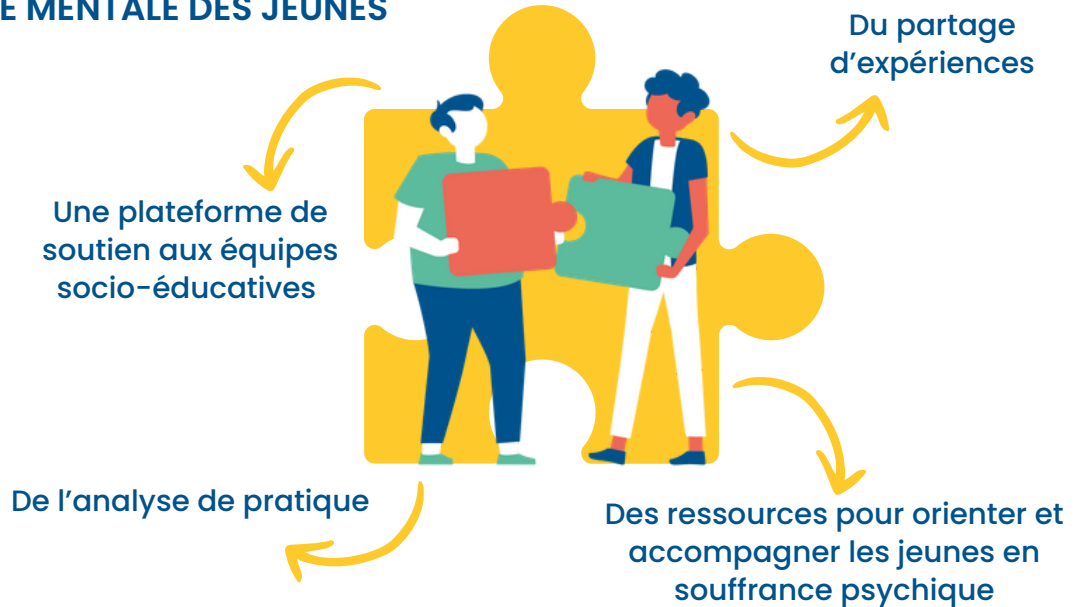 E MENTALE DES JEUNES
Du partage
d’expériences
Une plateforme de
soutien aux équipes
socio-éducatives
De l’analyse de pratique
Des ressources pour orienter et
accompagner les jeunes en
souffrance psychique